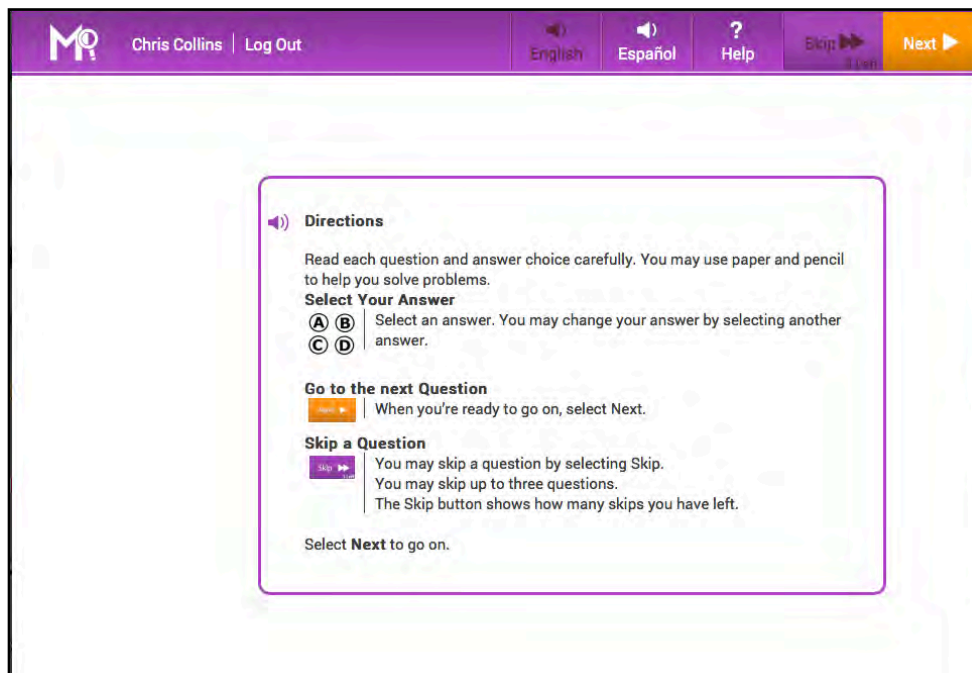 MR Chris Collins | Log Out English Español ? Help Skip Next
Directions
Read each question and answer choice carefully. You may use paper and pencil
to help you solve problems.
Select Your Answer
A B Select an answer. You may change your answer by selecting another
C D answer.
Go to the next Question
When you're ready to go on, select Next.
Skip a Question
Skip You may skip a question by selecting Skip.
You may skip up to three questions.
The Skip button shows how many skips you have left.
Select Next to go on.